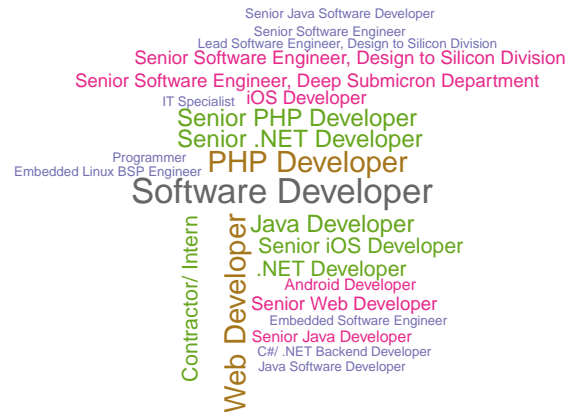 Senior Java Software Developer
Senior Software Engineer
Lead Software Engineer, Design to Silicon Division
Senior Software Engineer, Design to Silicon Division
Senior Software Engineer, Deep Submicron Department
IT Specialist
iOS Developer
Senior PHP Developer
Senior .NET Developer
Programmer
PHP Developer
Embedded Linux BSP Engineer
Software Developer
Contractor/ Intern
Web Developer
Java Developer
Senior iOS Developer
.NET Developer
Android Developer
Senior Web Developer
Embedded Software Engineer
Senior Java Developer
C#/ .NET Backend Developer
Java Software Developer